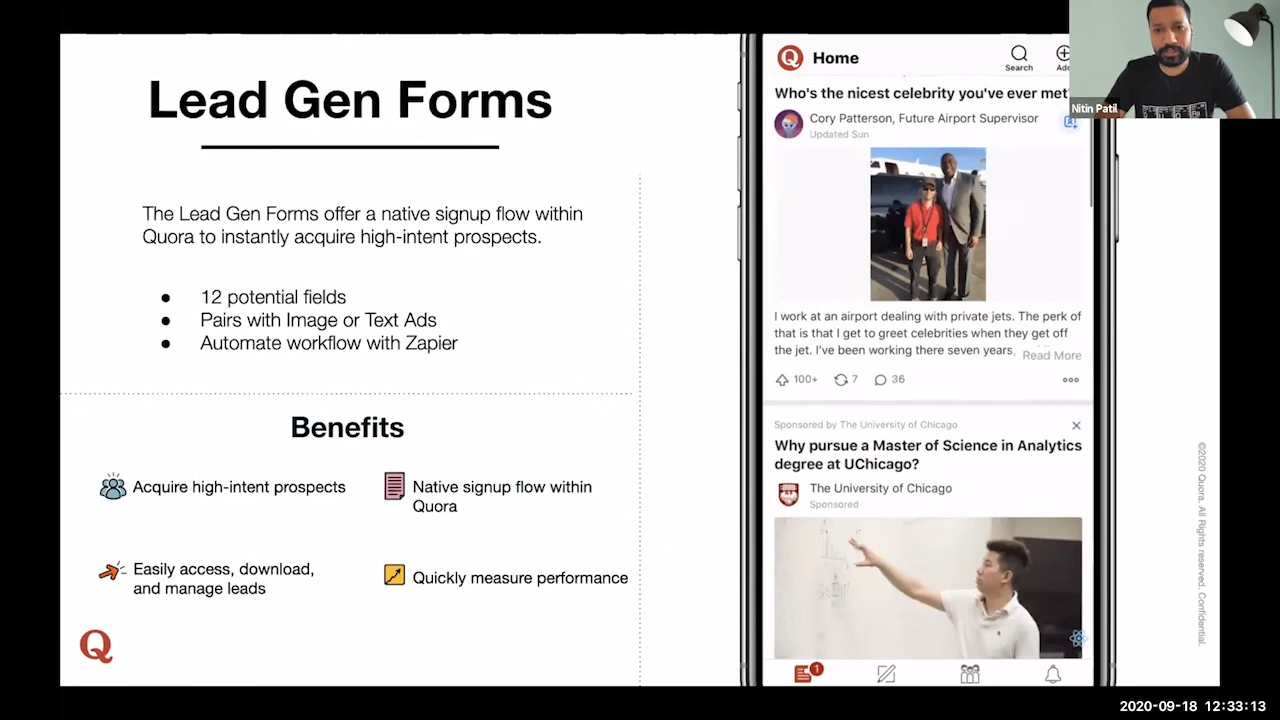 Lead Gen Forms
The Lead Gen Forms offer a native signup flow within
Quora to instantly acquire high-intent prospects.
● 12 potential fields
● Pairs with Image or Text Ads
● Automate workflow with Zapier
Benefits
Acquire high-intent prospects
Native signup flow within
Quora
Easily access, download,
and manage leads
Quickly measure performance
Q
Q Home
Search
Add
Who's the nicest celebrity you've ever met?
Cory Patterson, Future Airport Supervisor
Updated Sun
I work at an airport dealing with private jets. The perk of
that is that I get to greet celebrities when they get off
the jet. I've been working there seven years.
Read More
100+ 7 36
Sponsored by The University of Chicago
Why pursue a Master of Science in Analytics
degree at UChicago?
The University of Chicago
Sponsored
1
Nitin Patil
©2020 Quora. All Rights reserved. Confidential.
2020-09-18 12:33:13